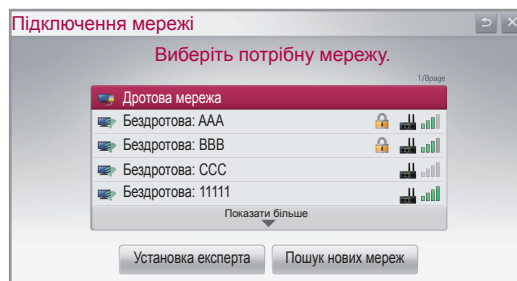 Підключення мережі
Виберіть потрібну мережу.
1/8page
Дротова мережа
Бездротова: AAA
Бездротова: BBB
Бездротова: CCC
Бездротова: 11111
Показати більше
Установка експерта
Пошук нових мереж